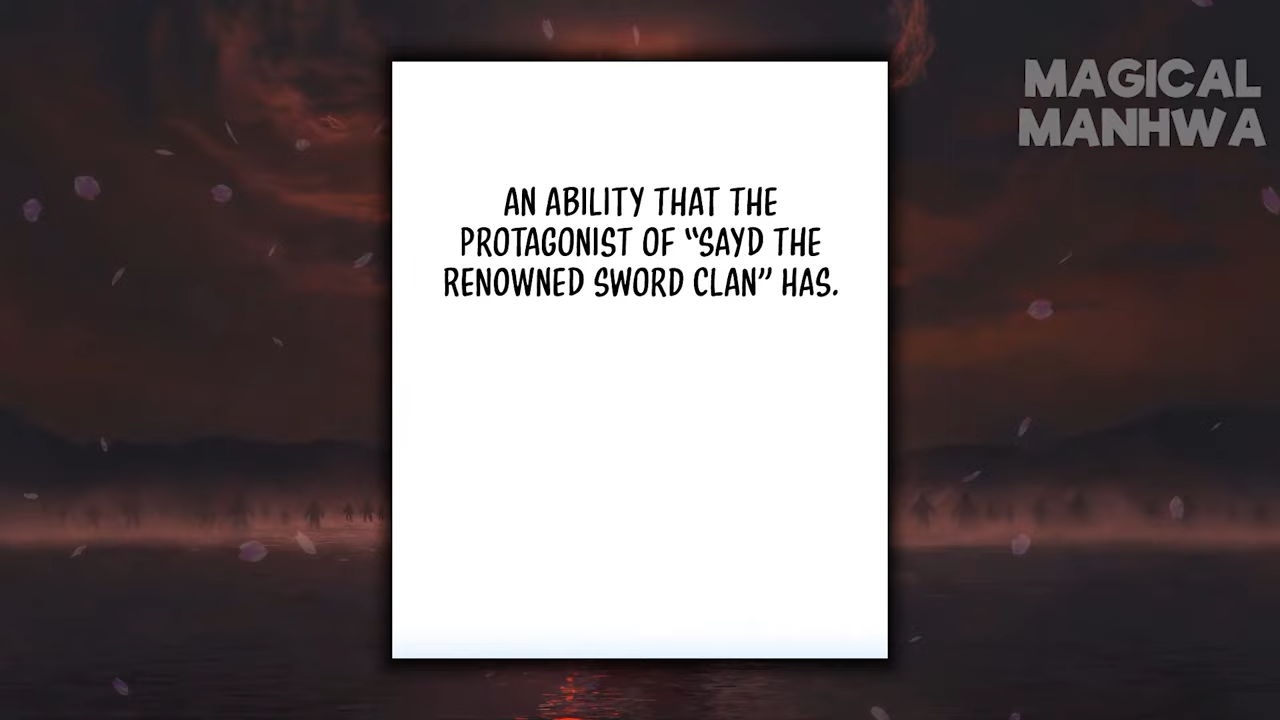 MAGICAL
MANHWA
AN ABILITY THAT THE
PROTAGONIST OF “SAYD THE
RENOWNED SWORD CLAN” HAS.